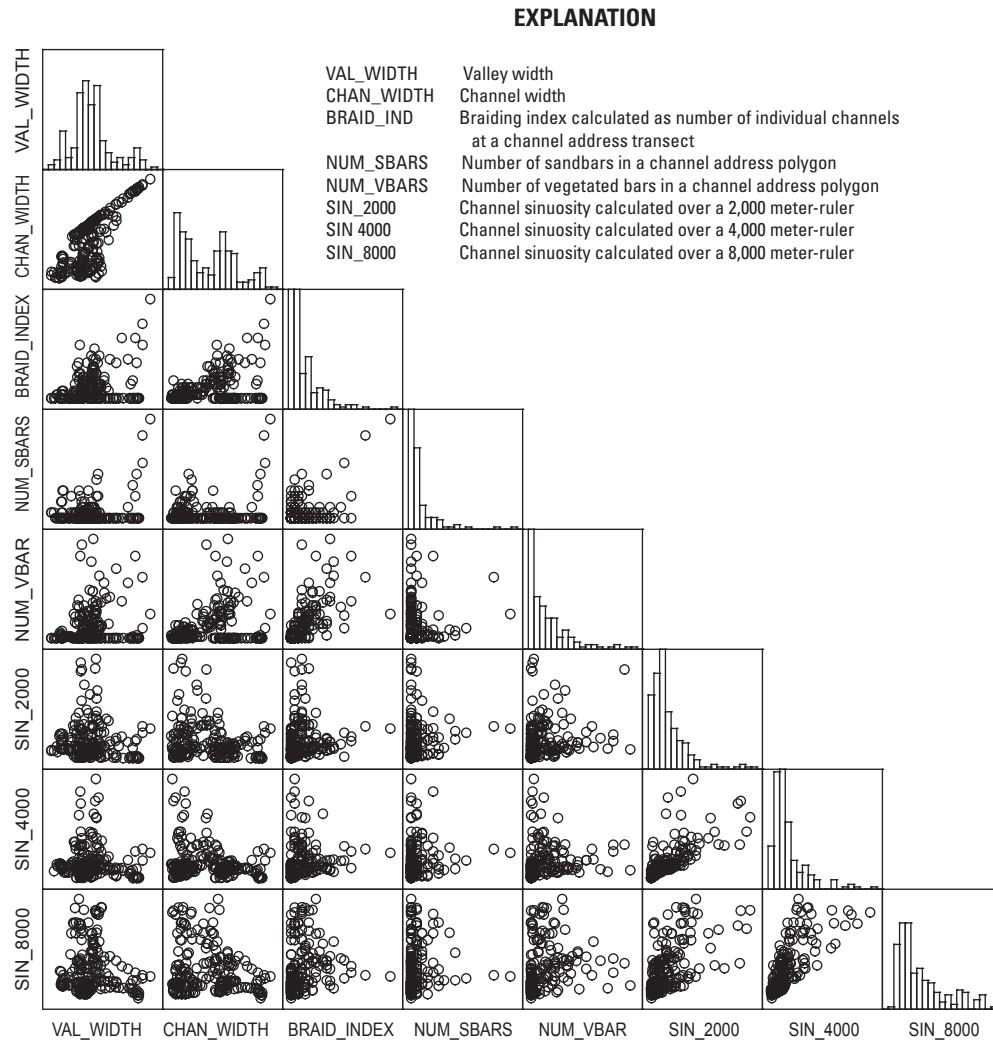 EXPLANATION
VAL_WIDTH Valley width
CHAN_WIDTH Channel width
BRAID_IND Braiding index calculated as number of individual channels
at a channel address transect
NUM_SBARS Number of sandbars in a channel address polygon
NUM_VBARS Number of vegetated bars in a channel address polygon
SIN_2000 Channel sinuosity calculated over a 2,000 meter-ruler
SIN 4000 Channel sinuosity calculated over a 4,000 meter-ruler
SIN_8000 Channel sinuosity calculated over a 8,000 meter-ruler
VAL_WIDTH
CHAN_WIDTH
BRAID_INDEX
NUM_SBARS
NUM_VBAR
SIN_2000
SIN_4000
SIN_8000
VAL_WIDTH CHAN_WIDTH BRAID_INDEX NUM_SBARS NUM_VBAR SIN_2000 SIN_4000 SIN_8000